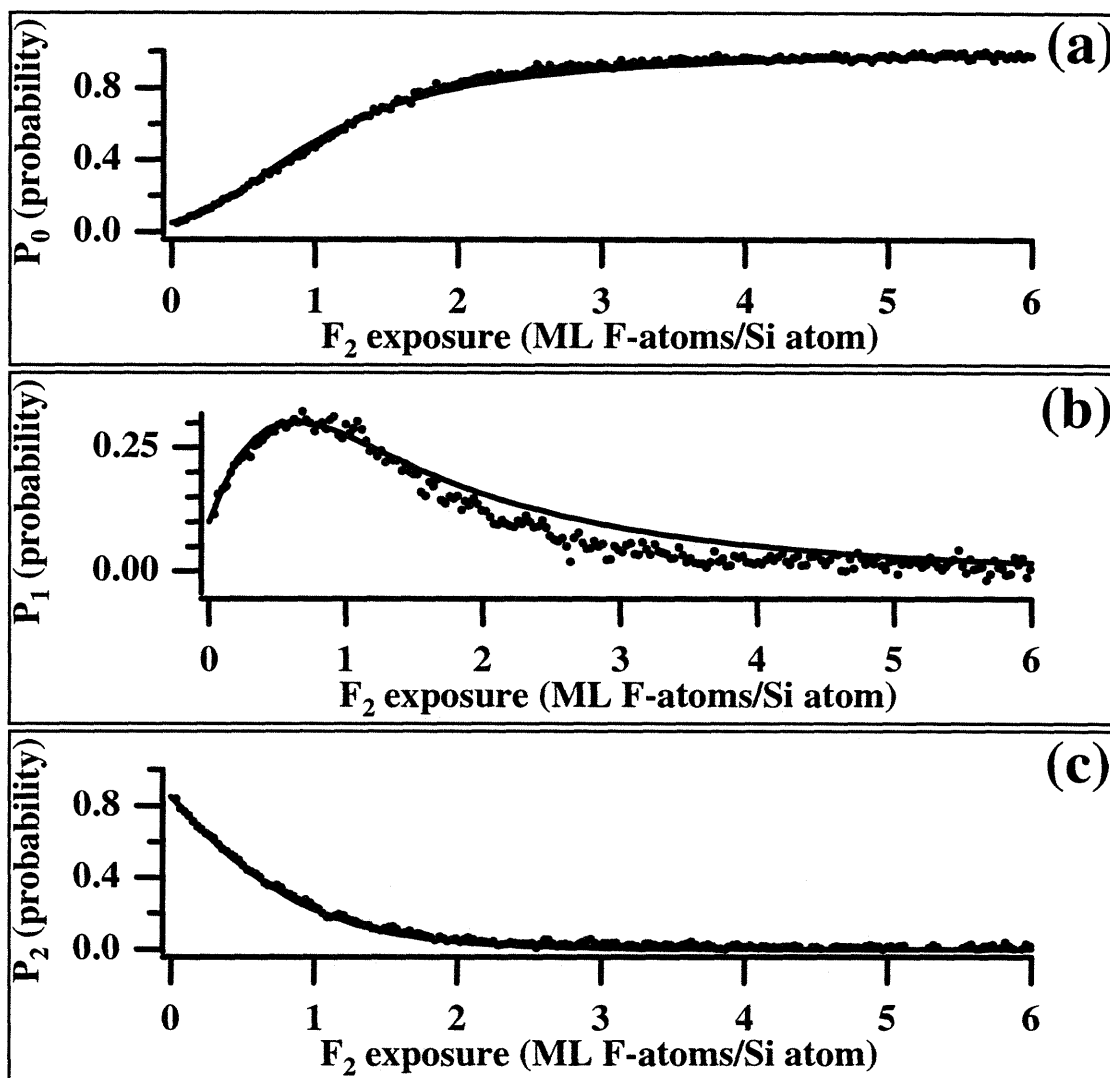 (a)
P₀ (probability)
0.8
0.4
0.0
0 1 2 3 4 5 6
F₂ exposure (ML F-atoms/Si atom)
(b)
P₁ (probability)
0.25
0.00
0 1 2 3 4 5 6
F₂ exposure (ML F-atoms/Si atom)
(c)
P₂ (probability)
0.8
0.4
0.0
0 1 2 3 4 5 6
F₂ exposure (ML F-atoms/Si atom)